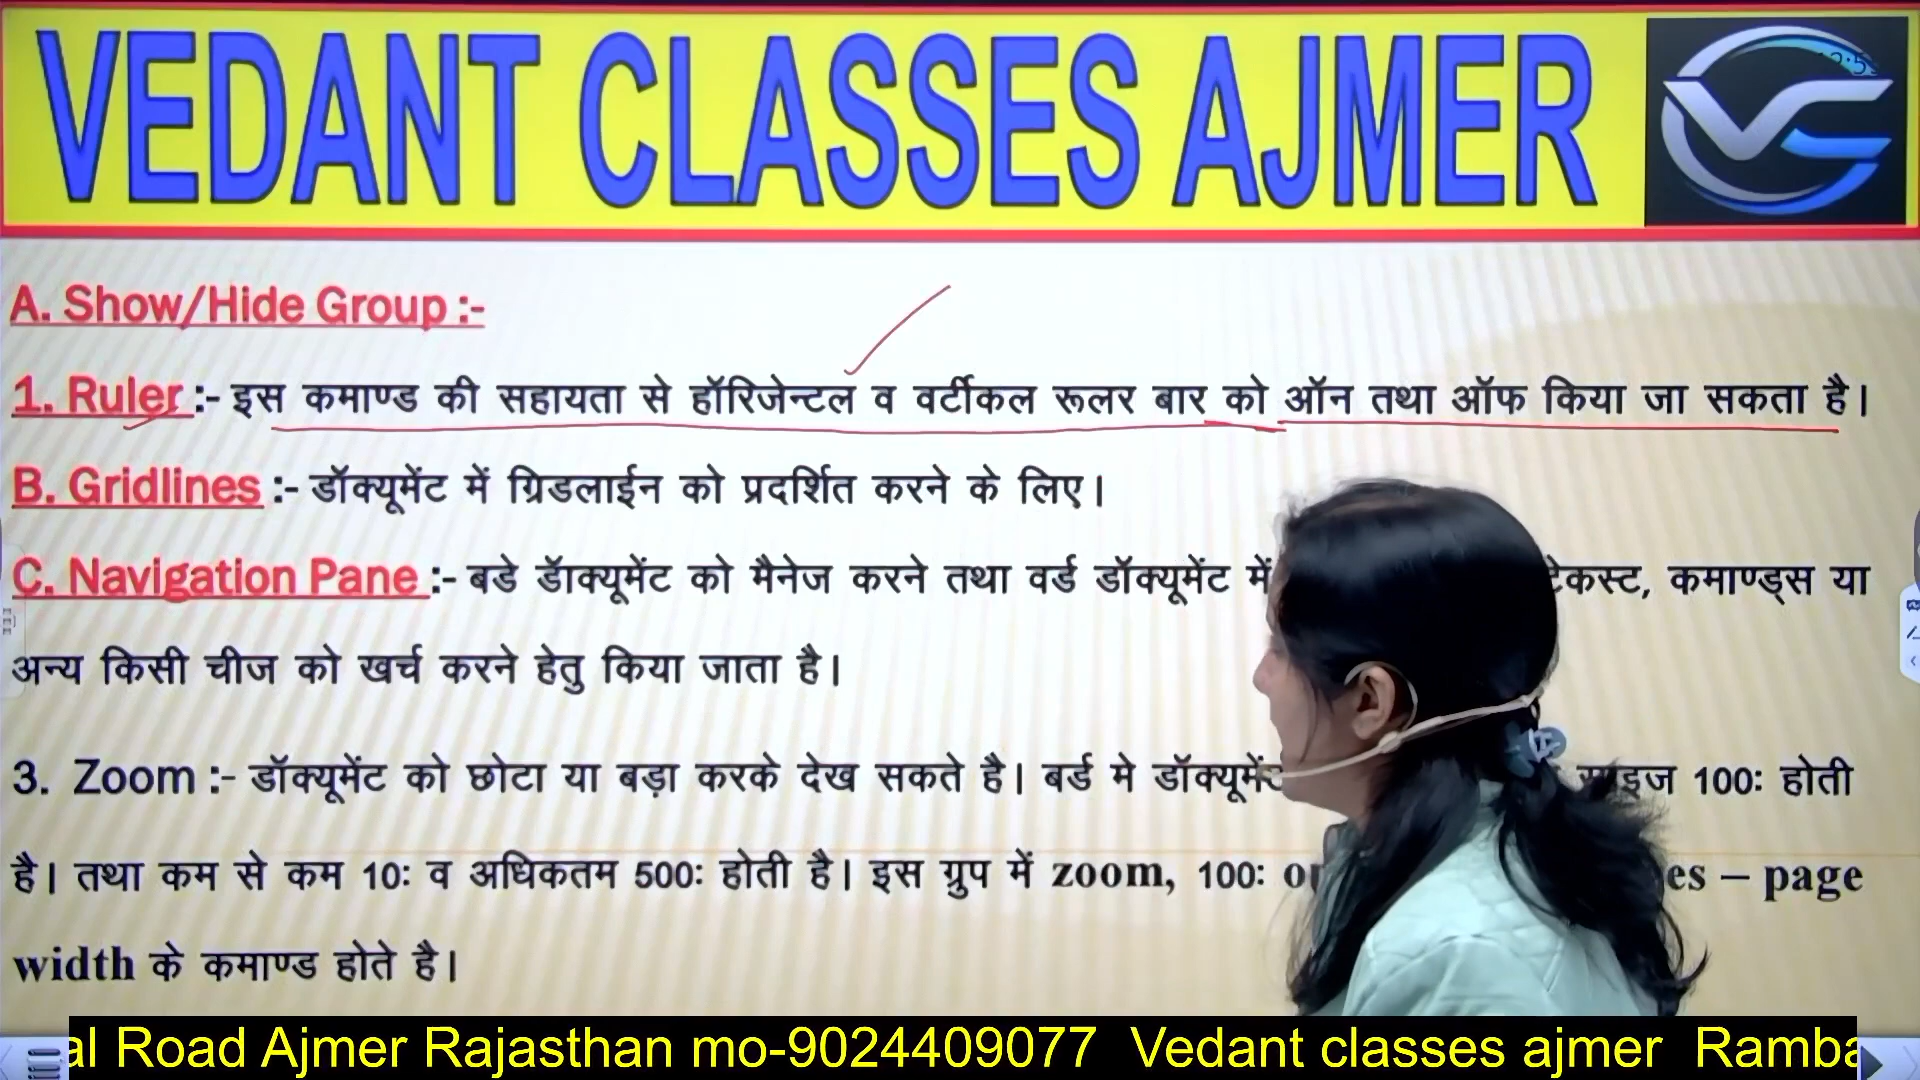 VEDANT CLASSES AJMER
A. Show/Hide Group :-
1. Ruler :- इस कमाण्ड की सहायता से हॉरिजेन्टल व वर्टीकल रूलर बार को ऑन तथा ऑफ किया जा सकता है।
B. Gridlines :- डॉक्यूमेंट में ग्रिडलाईन को प्रदर्शित करने के लिए।
C. Navigation Pane :- बडे डॅाक्यूमेंट को मैनेज करने तथा वर्ड डॉक्यूमेंट में टेकस्ट, कमाण्ड्स या
अन्य किसी चीज को खर्च करने हेतु किया जाता है।
3. Zoom :- डॉक्यूमेंट को छोटा या बड़ा करके देख सकते है। बर्ड मे साइज 100: होती
है। तथा कम से कम 10: व अधिकतम 500: होती है। इस ग्रुप में zoom, 100: – page
width के कमाण्ड होते है।
Road Ajmer Rajasthan mo-9024409077 Vedant classes ajmer